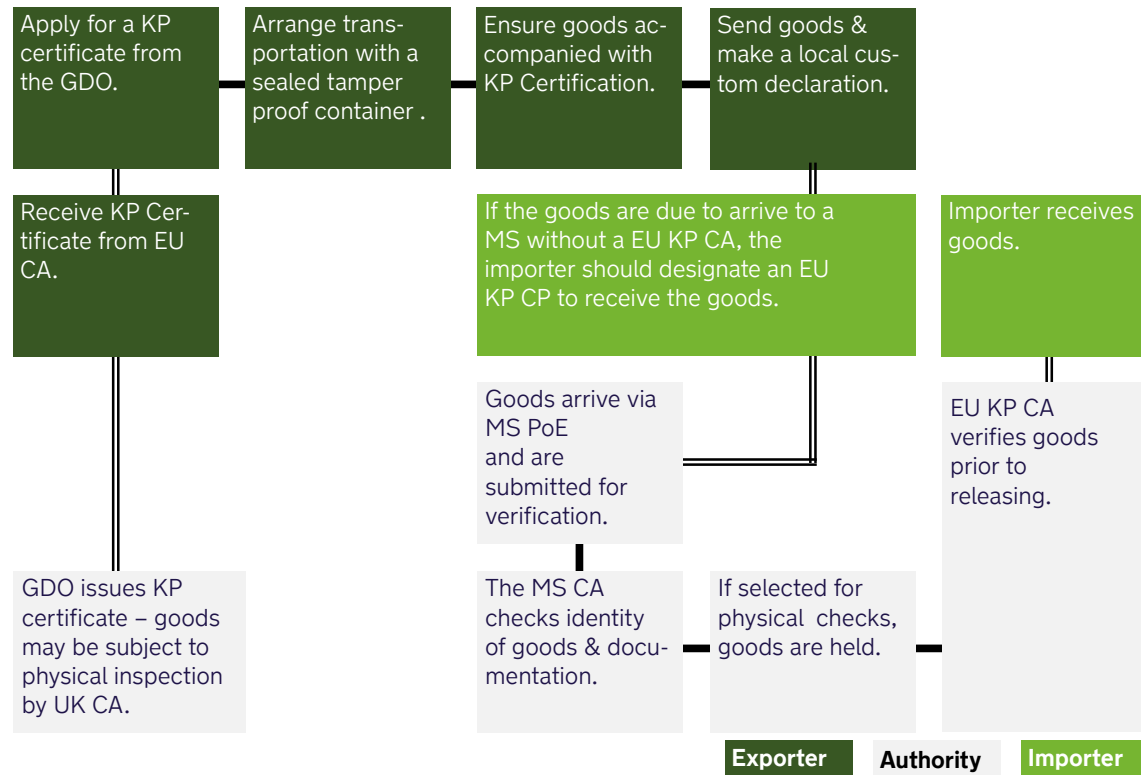 Apply for a KP
certificate from
the GDO.
Arrange trans-
portation with a
sealed tamper
proof container .
Ensure goods ac-
companied with
KP Certification.
Send goods &
make a local cus-
tom declaration.
Receive KP Cer-
tificate from EU
CA.
If the goods are due to arrive to a
MS without a EU KP CA, the
importer should designate an EU
KP CP to receive the goods.
Importer receives
goods.
Goods arrive via
MS PoE
and are
submitted for
verification.
EU KP CA
verifies goods
prior to
releasing.
GDO issues KP
certificate – goods
may be subject to
physical inspection
by UK CA.
The MS CA
checks identity
of goods & docu-
mentation.
If selected for
physical  checks,
goods are held.
Exporter
Authority
Importer